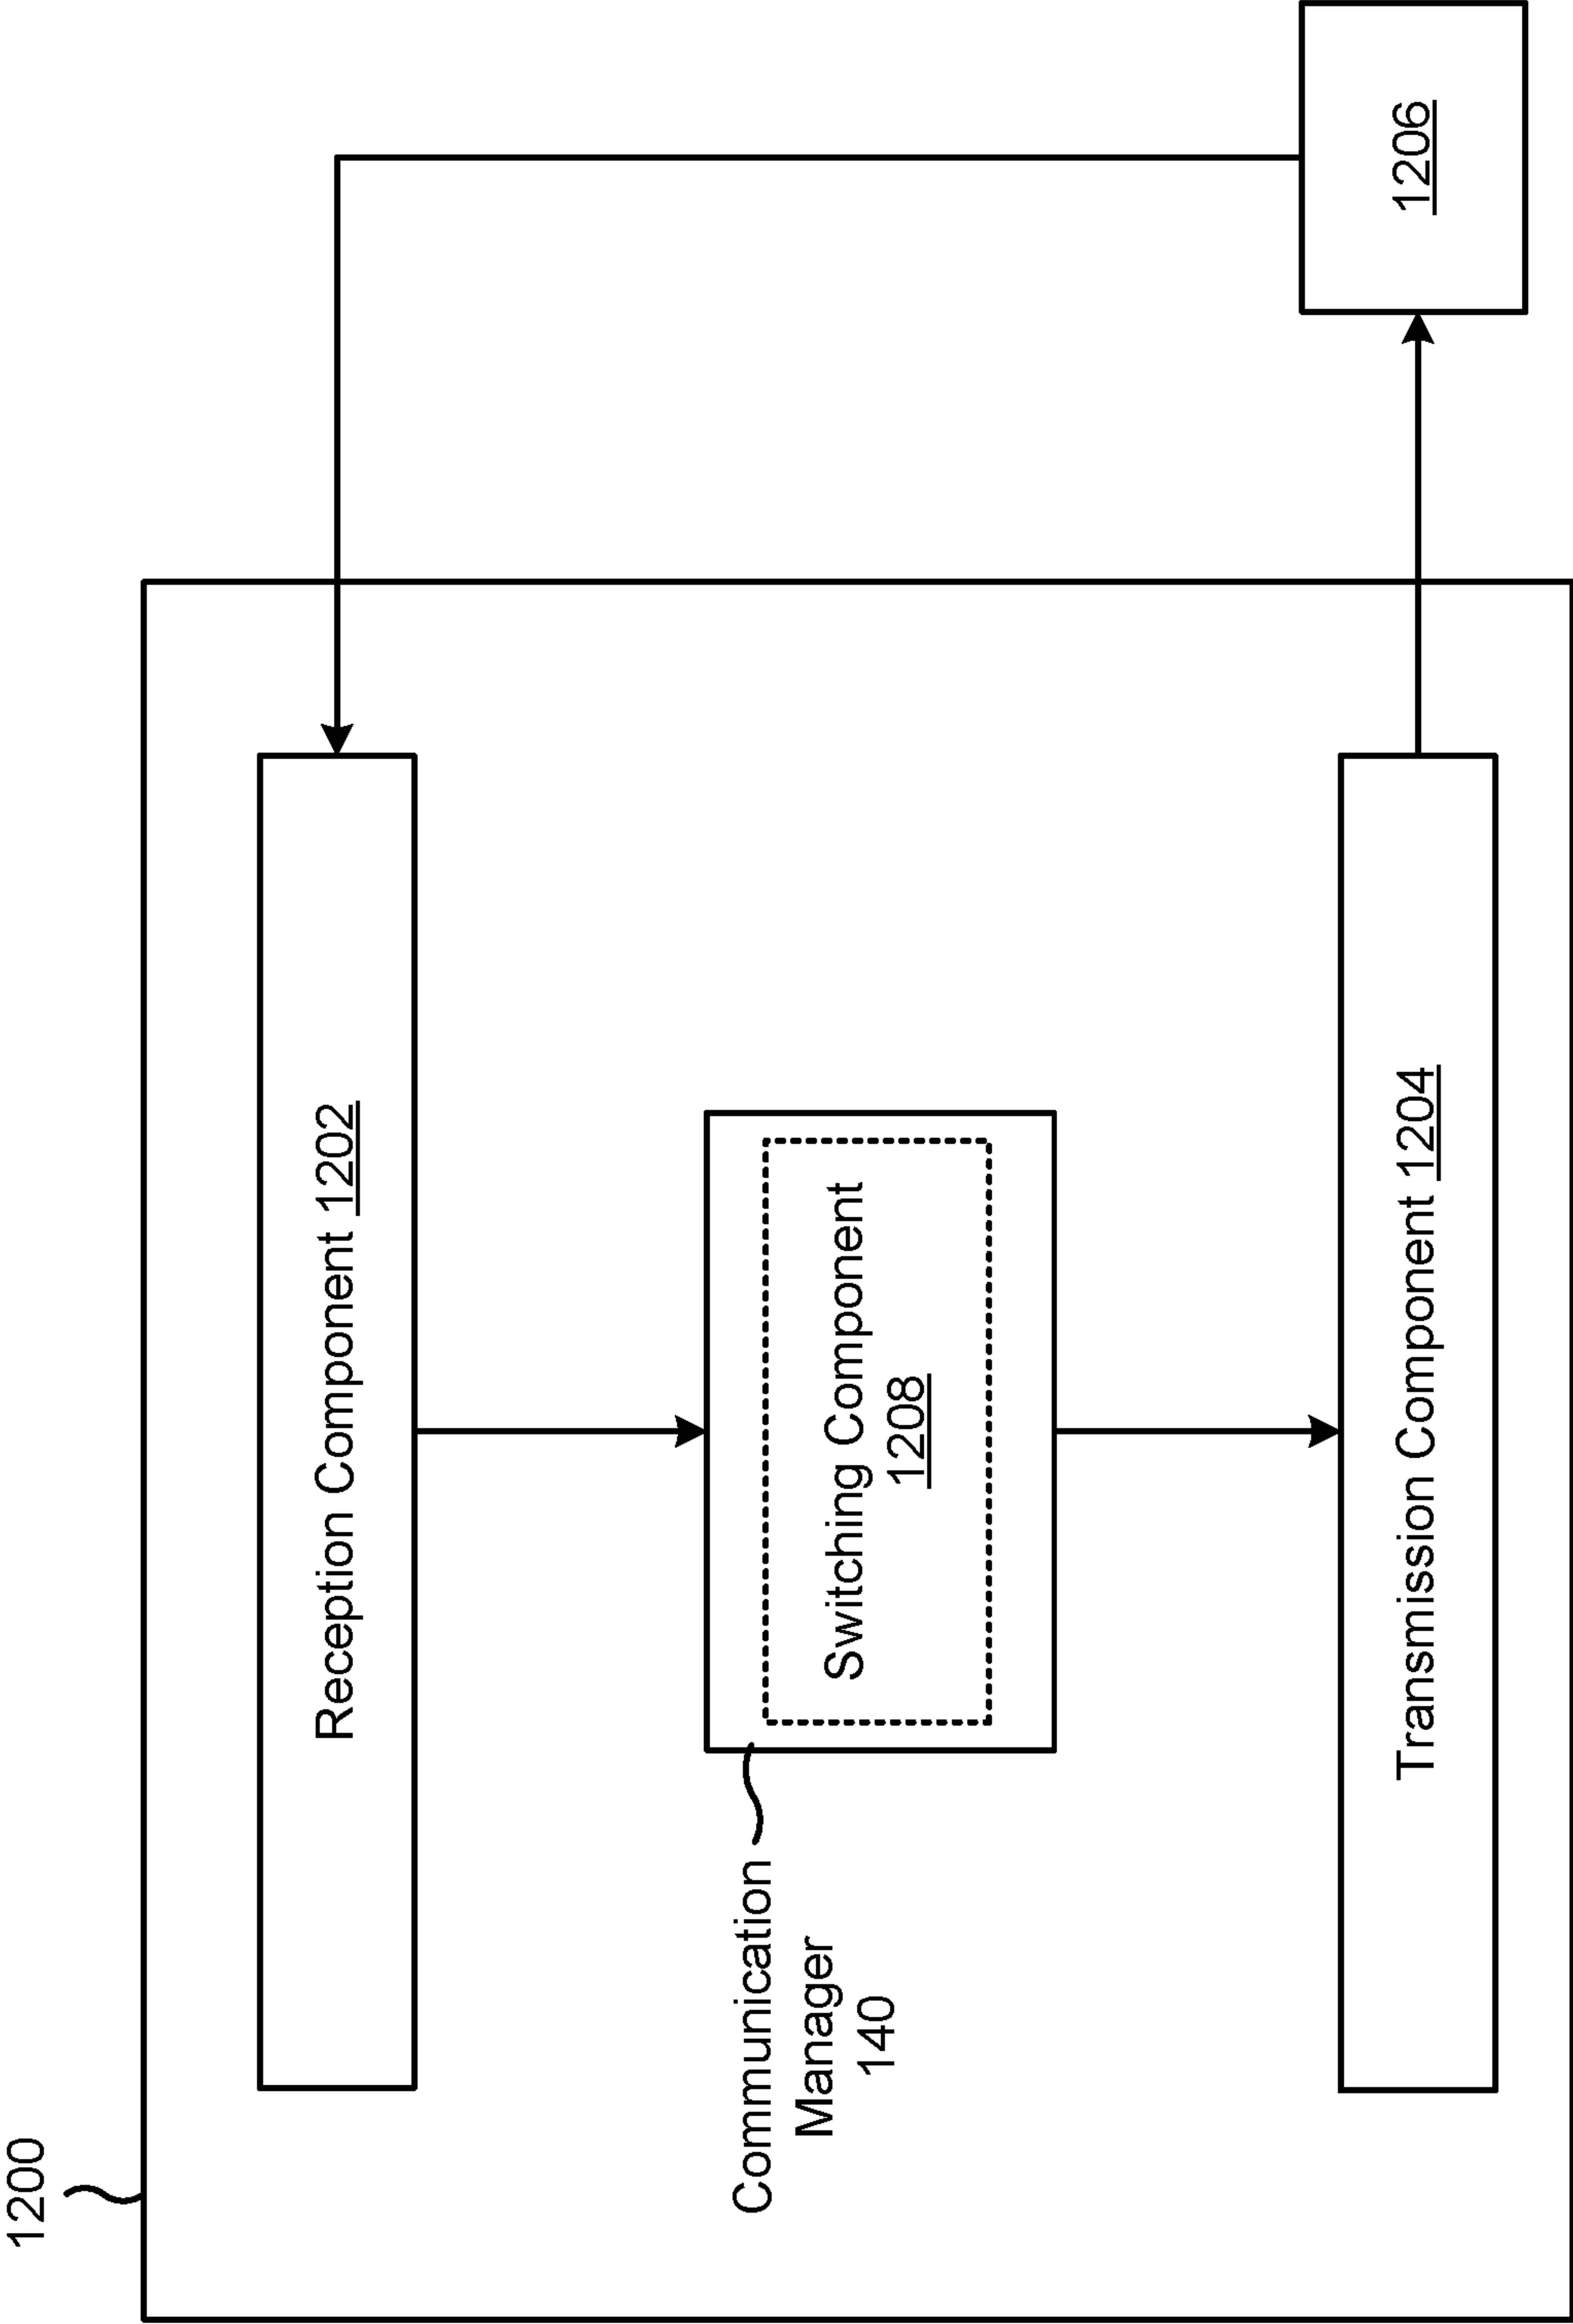 1200
Reception Component 1202
Communication
Manager
140
Switching Component
1208
Transmission Component 1204
1206